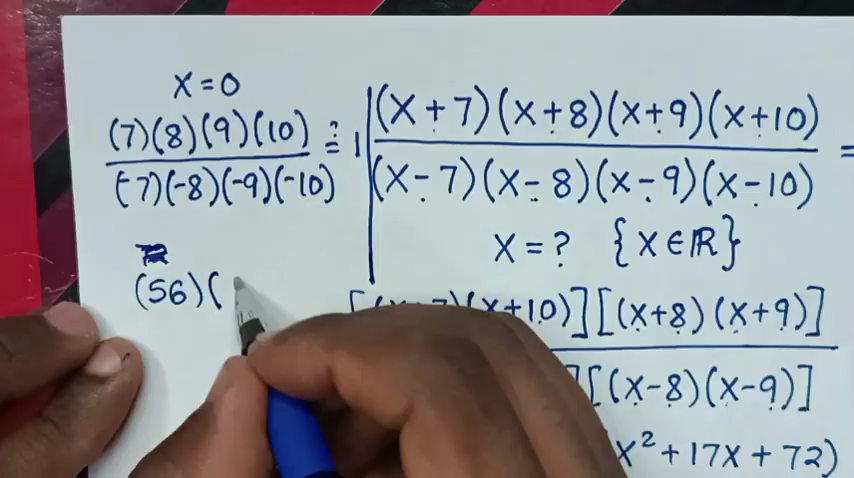 x = 0
(7)(8)(9)(10) / (-7)(-8)(-9)(-10) ≟ 1
(56)(
(x + 7)(x + 8)(x + 9)(x + 10) / (x - 7)(x - 8)(x - 9)(x - 10) =
x = ? {x ∈ ℝ}
x+10)][(x+8)(x+9)]
][(x-8)(x-9)]
x² + 17x + 72)